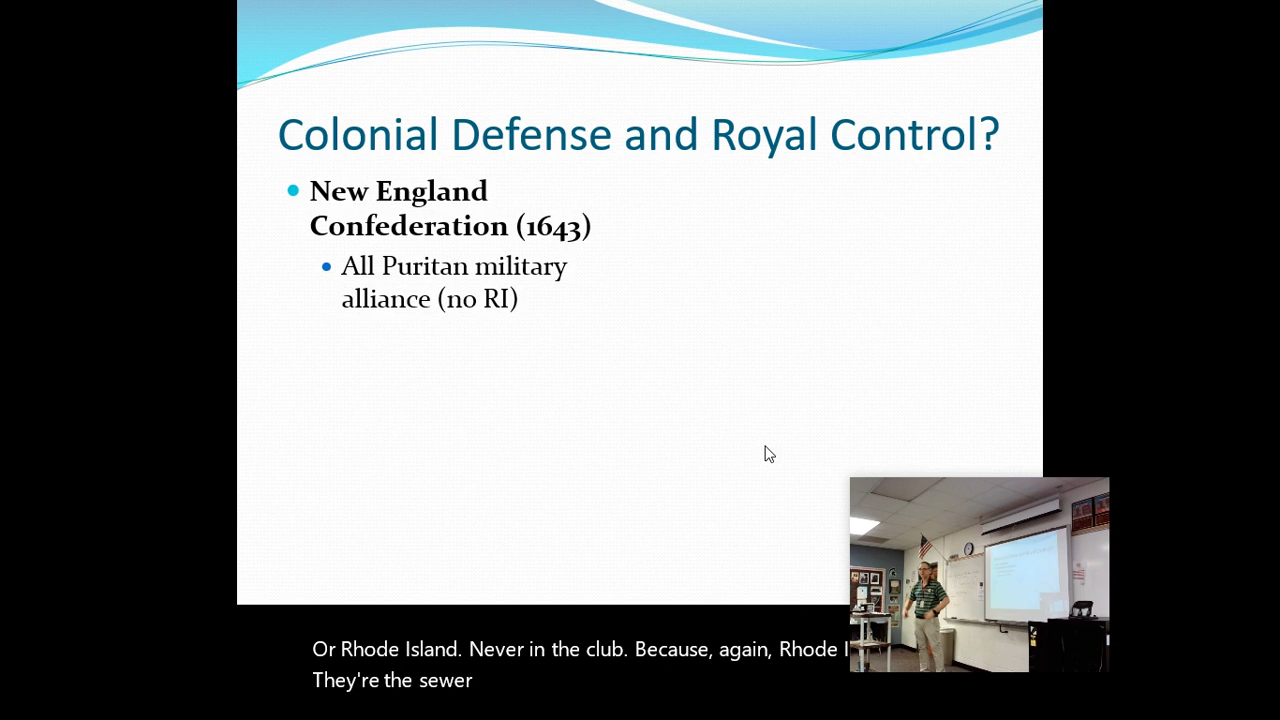 Colonial Defense and Royal Control?
New England
Confederation (1643)
All Puritan military
alliance (no RI)
Or Rhode Island. Never in the club. Because, again, Rhode I
They're the sewer